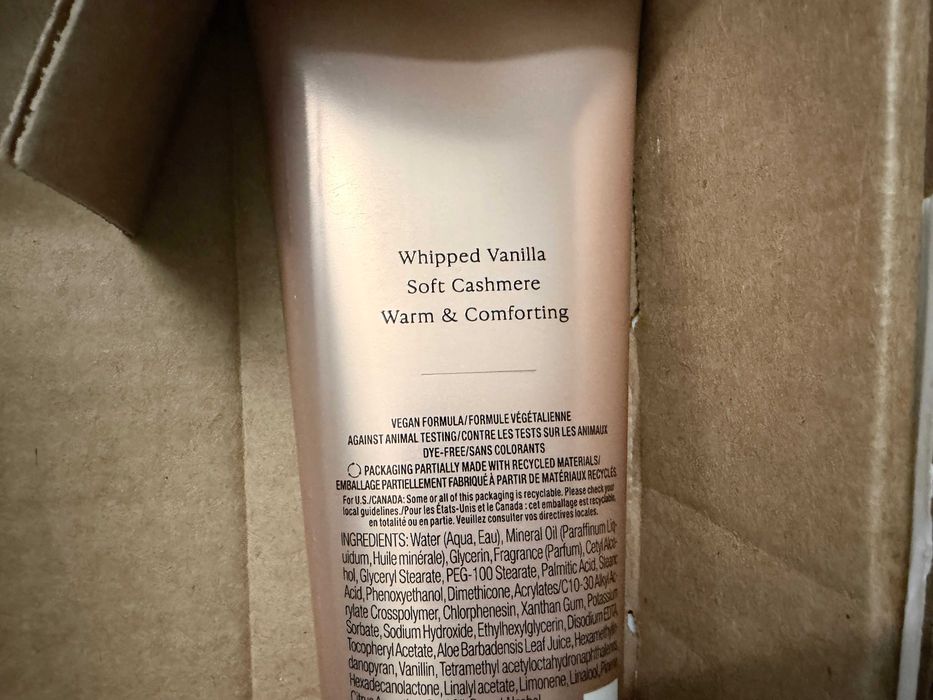 Whipped Vanilla
Soft Cashmere
Warm & Comforting
VEGAN FORMULA/FORMULE VÉGÉTALIENNE
AGAINST ANIMAL TESTING/CONTRE LES TESTS SUR LES ANIMAUX
DYE-FREE/SANS COLORANTS
PACKAGING PARTIALLY MADE WITH RECYCLED MATERIALS/
EMBALLAGE PARTIELLEMENT FABRIQUÉ À PARTIR DE MATÉRIAUX RECYCLÉS
For U.S./CANADA: Some or all of this packaging is recyclable. Please check your
local guidelines./Pour les États-Unis et le Canada : cet emballage est recyclable,
en totalité ou en partie. Veuillez consulter vos directives locales.
INGREDIENTS: Water (Aqua, Eau), Mineral Oil (Paraffinum Liq-
uidum, Huile minérale), Glycerin, Fragrance (Parfum), Cetyl Alco-
hol, Glyceryl Stearate, PEG-100 Stearate, Palmitic Acid, Stearic
Acid, Phenoxyethanol, Dimethicone, Acrylates/C10-30 Alkyl Ac-
rylate Crosspolymer, Chlorphenesin, Xanthan Gum, Potassium
Sorbate, Sodium Hydroxide, Ethylhexylglycerin, Disodium EDTA,
Tocopheryl Acetate, Aloe Barbadensis Leaf Juice, Hexamethylin-
danopyran, Vanillin, Tetramethyl acetyloctahydronaphthalenes,
Hexadecanolactone, Linalyl acetate, Limonene, Linalool,